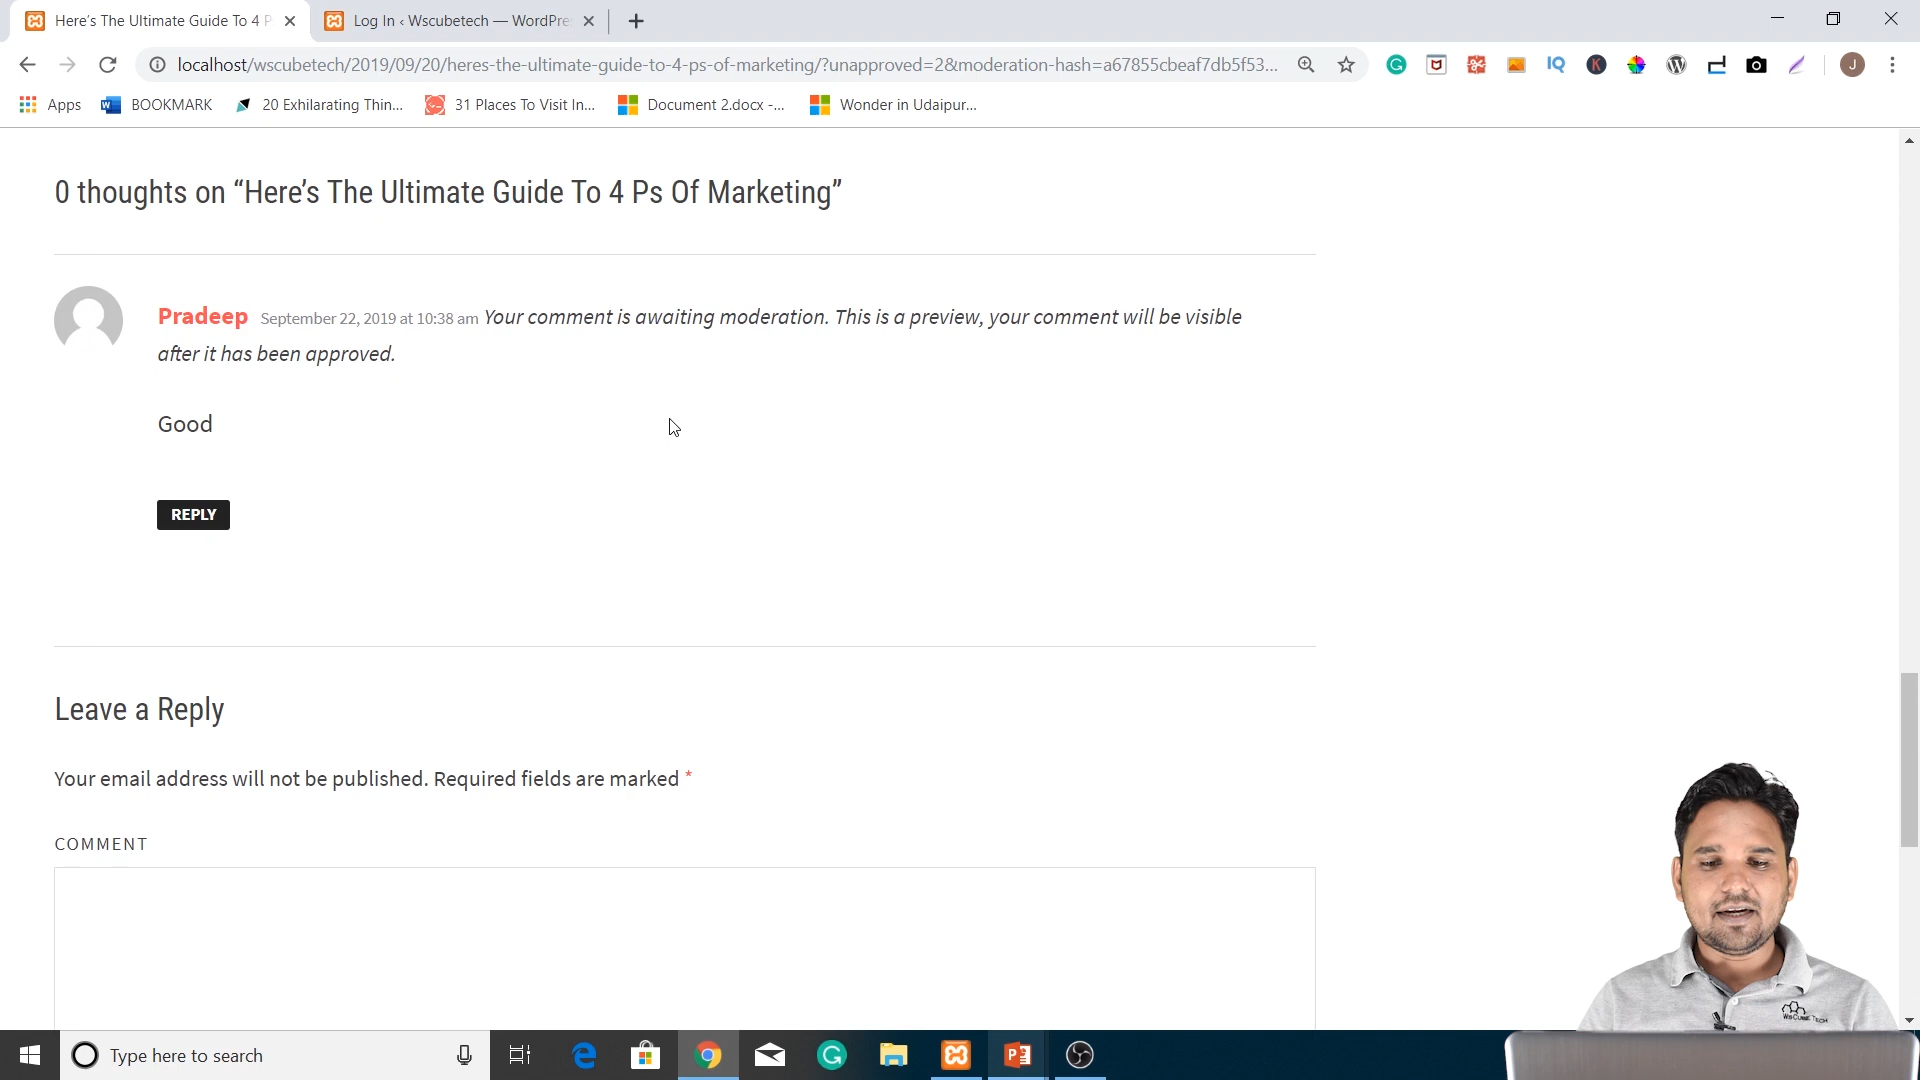 Here's The Ultimate Guide To 4 P
Log In ‹ Wscubetech — WordPre
localhost/wscubetech/2019/09/20/heres-the-ultimate-guide-to-4-ps-of-marketing/?unapproved=2&moderation-hash=a67855cbeaf7db5f53...
J
Apps
BOOKMARK
20 Exhilarating Thin...
31 Places To Visit In...
Document 2.docx -...
Wonder in Udaipur...
0 thoughts on “Here’s The Ultimate Guide To 4 Ps Of Marketing”
Pradeep September 22, 2019 at 10:38 am Your comment is awaiting moderation. This is a preview, your comment will be visible
after it has been approved.
Good
REPLY
Leave a Reply
Your email address will not be published. Required fields are marked *
COMMENT
WsCube Tech
Type here to search